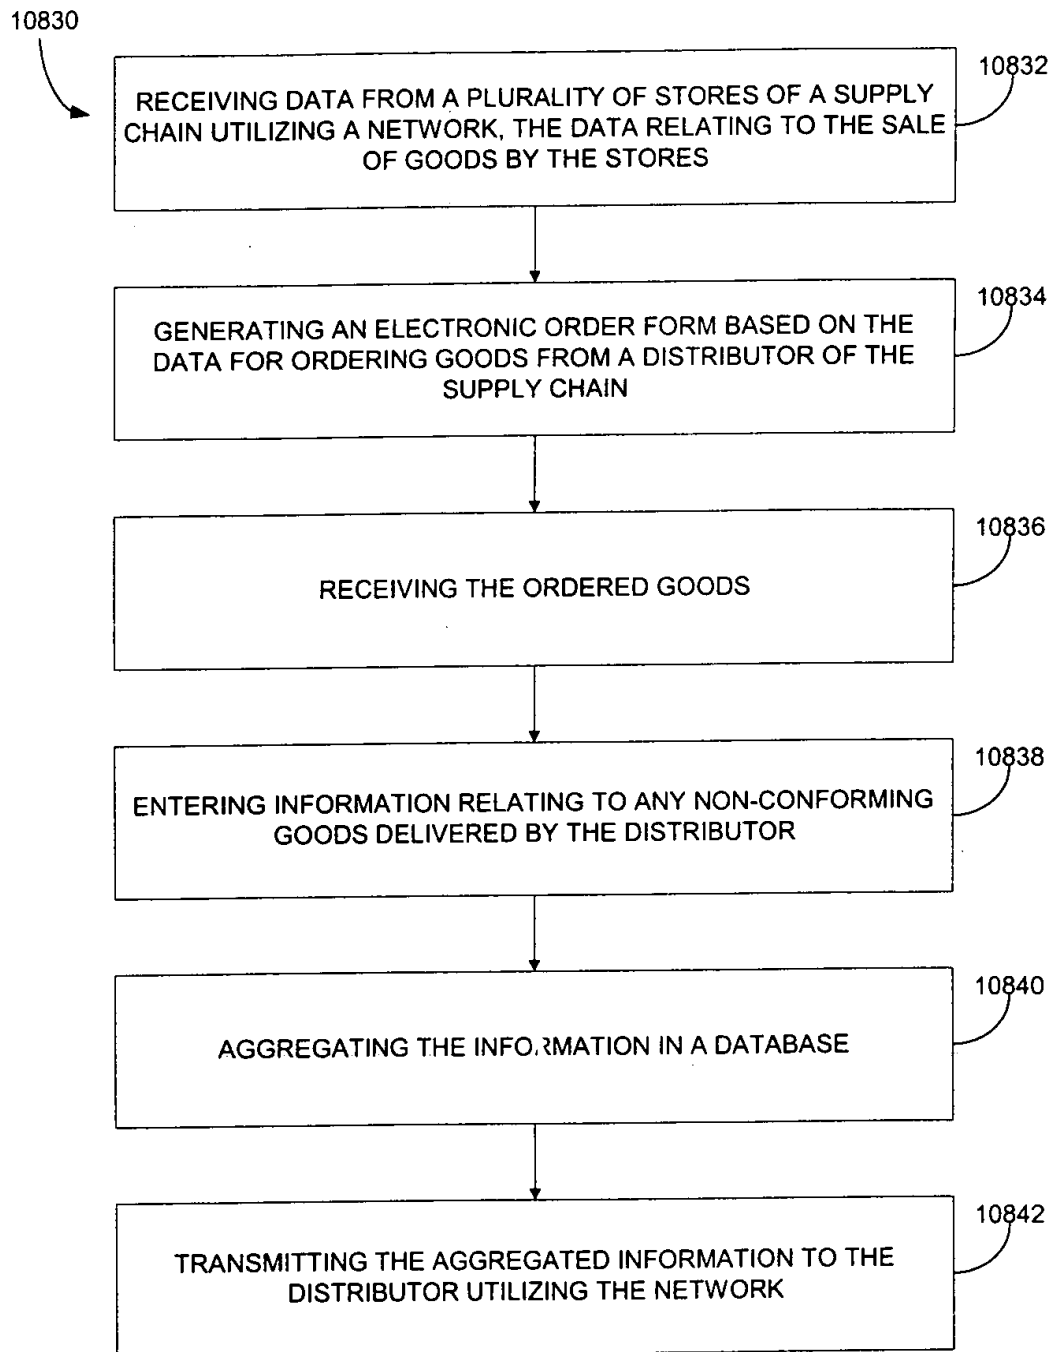 10830
10832
RECEIVING DATA FROM A PLURALITY OF STORES OF A SUPPLY
CHAIN UTILIZING A NETWORK, THE DATA RELATING TO THE SALE
OF GOODS BY THE STORES
10834
GENERATING AN ELECTRONIC ORDER FORM BASED ON THE
DATA FOR ORDERING GOODS FROM A DISTRIBUTOR OF THE
SUPPLY CHAIN
10836
RECEIVING THE ORDERED GOODS
10838
ENTERING INFORMATION RELATING TO ANY NON-CONFORMING
GOODS DELIVERED BY THE DISTRIBUTOR
10840
AGGREGATING THE INFORMATION IN A DATABASE
10842
TRANSMITTING THE AGGREGATED INFORMATION TO THE
DISTRIBUTOR UTILIZING THE NETWORK